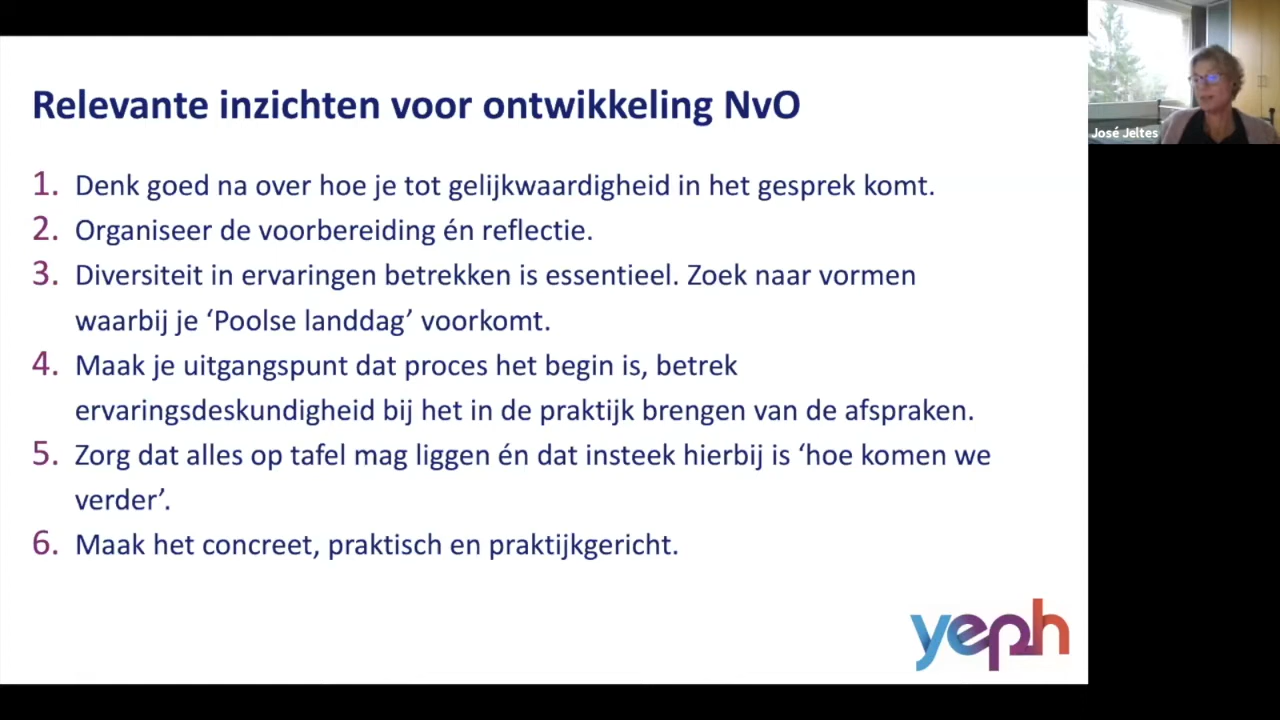 Relevante inzichten voor ontwikkeling NvO
1. Denk goed na over hoe je tot gelijkwaardigheid in het gesprek komt.
2. Organiseer de voorbereiding én reflectie.
3. Diversiteit in ervaringen betrekken is essentieel. Zoek naar vormen
waarbij je ‘Poolse landdag’ voorkomt.
4. Maak je uitgangspunt dat proces het begin is, betrek
ervaringsdeskundigheid bij het in de praktijk brengen van de afspraken.
5. Zorg dat alles op tafel mag liggen én dat insteek hierbij is ‘hoe komen we
verder’.
6. Maak het concreet, praktisch en praktijkgericht.
yeph
José Jeltes